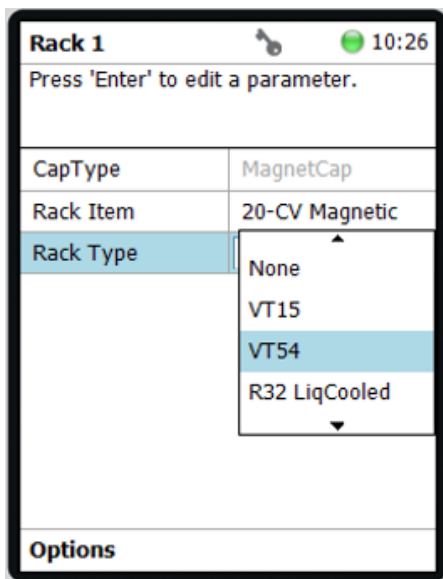 Rack 1 10:26
Press 'Enter' to edit a parameter.
CapType MagnetCap
Rack Item 20-CV Magnetic
Rack Type
None
VT15
VT54
R32 LiqCooled
Options